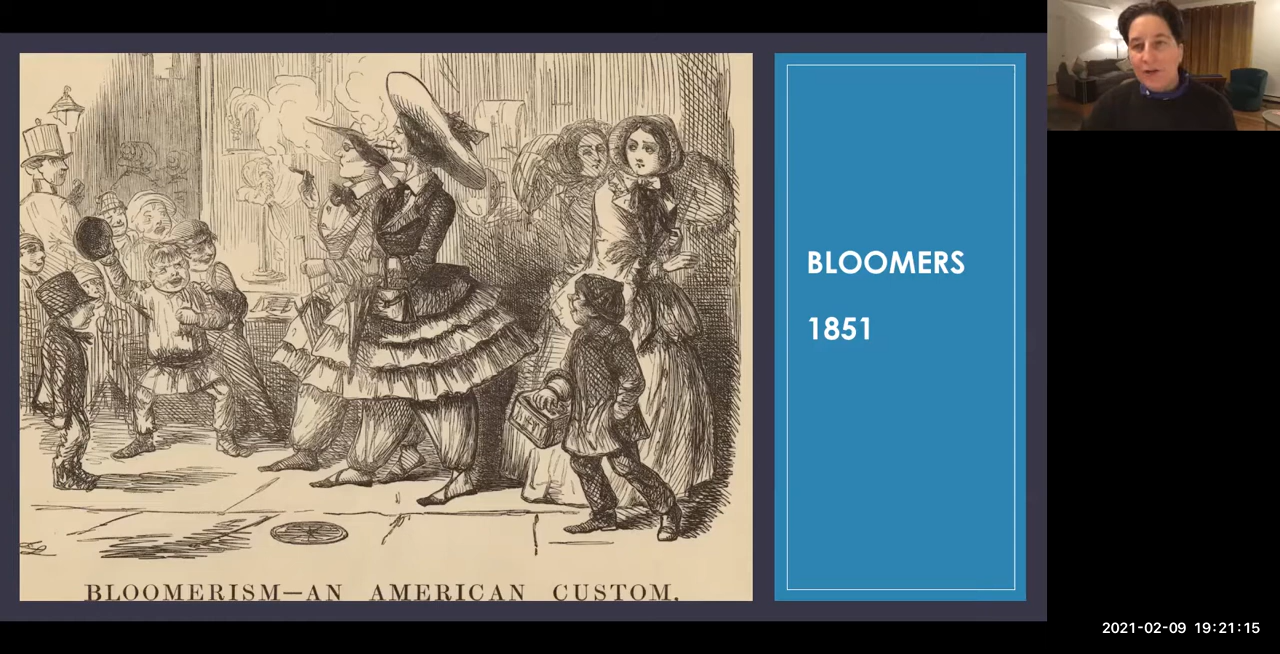 BLOOMERISM—AN AMERICAN CUSTOM.
BLOOMERS
1851
2021-02-09 19:21:15